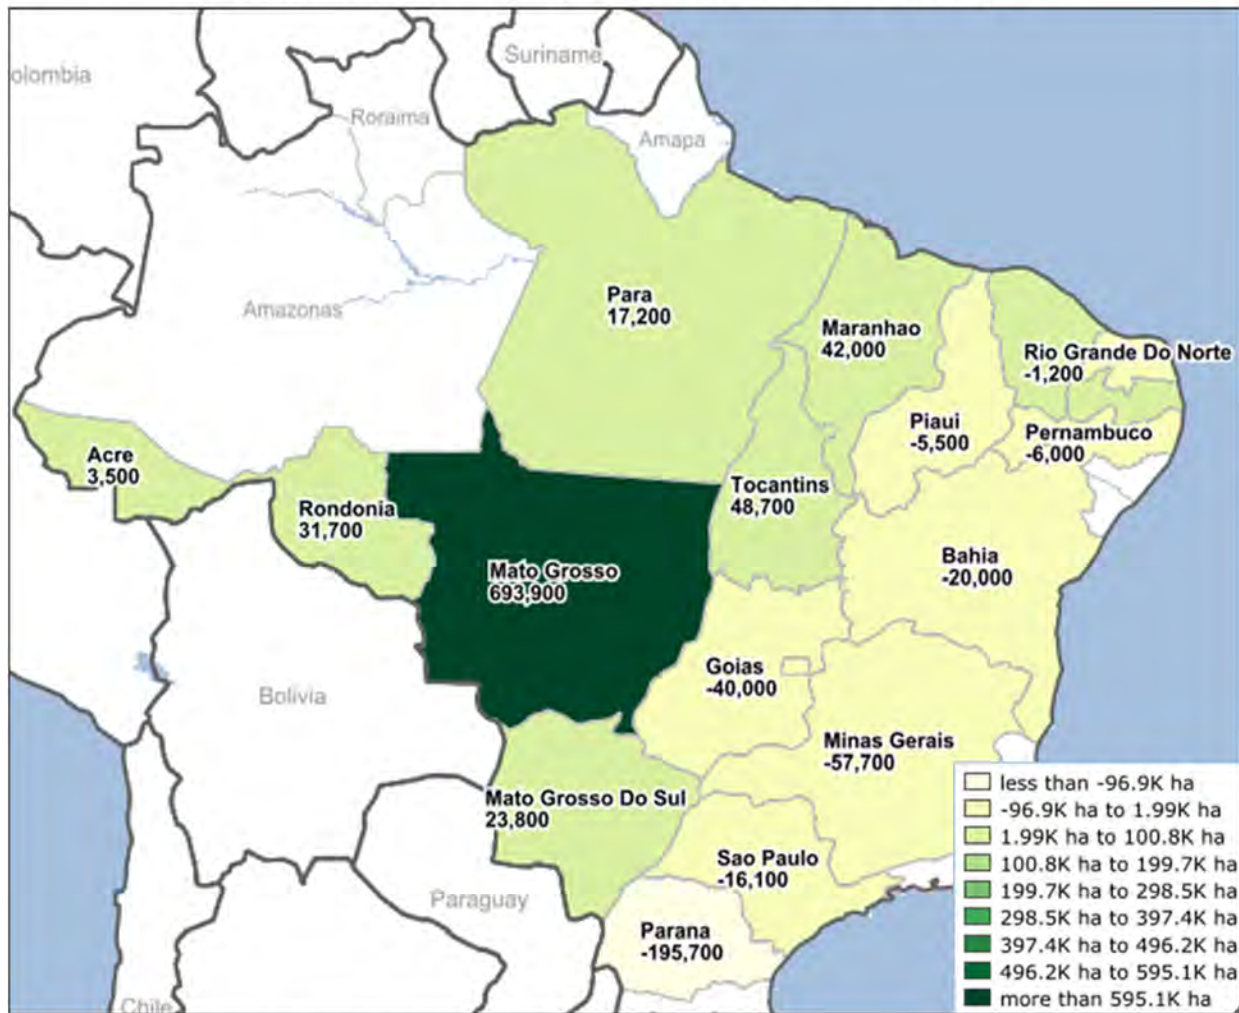 Suriname
olombia
Roraima
Amapa
Para
17,200
Amazonas
Maranhao
42,000
Rio Grande Do Norte
-1,200
Piaui
-5,500
Pernambuco
-6,000
Acre
3,500
Tocantins
48,700
Rondonia
31,700
Bahia
-20,000
Mato Grosso
693,900
Goias
-40,000
Bolivia
Minas Gerais
-57,700
Mato Grosso Do Sul
23,800
Sao Paulo
-16,100
Paraguay
Parana
-195,700
Chile
less than -96.9K ha
-96.9K ha to 1.99K ha
1.99K ha to 100.8K ha
100.8K ha to 199.7K ha
199.7K ha to 298.5K ha
298.5K ha to 397.4K ha
397.4K ha to 496.2K ha
496.2K ha to 595.1K ha
more than 595.1K ha